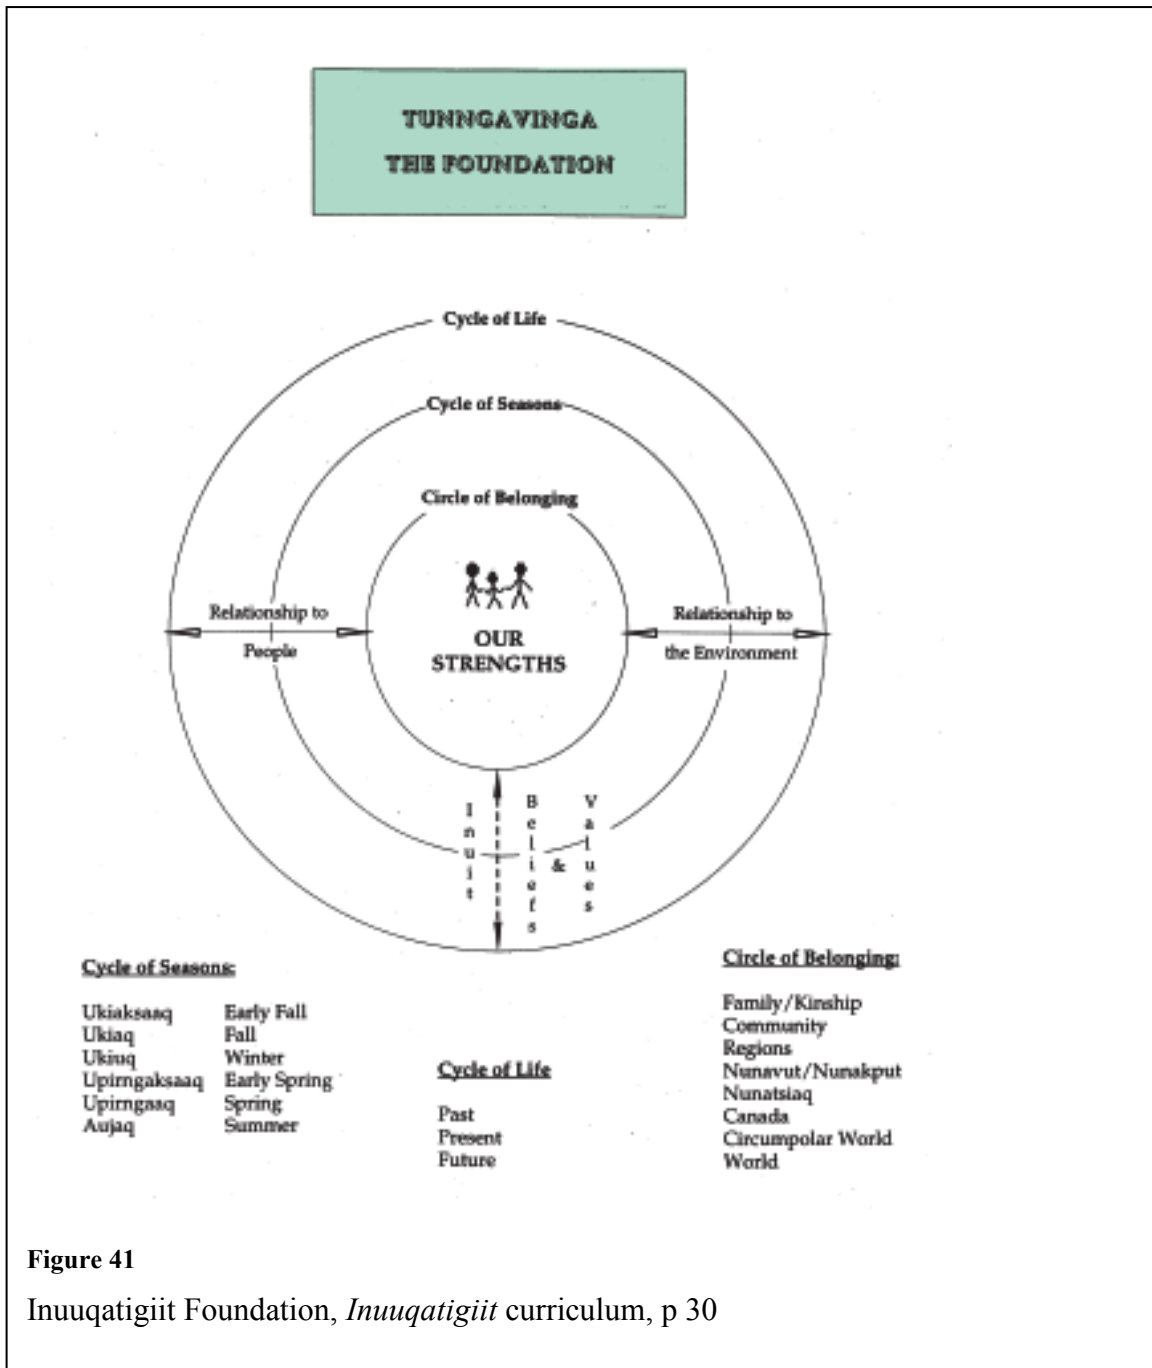 TUNNGAVINGA
THE FOUNDATION
Cycle of Life
Cycle of Seasons
Circle of Belonging
OUR
STRENGTHS
Relationship to
People
Relationship to
the Environment
Inuit
Beliefs
&
Values
Cycle of Seasons:
Ukiaksaaq Early Fall
Ukiaq Fall
Ukiuq Winter
Upirngaksaaq Early Spring
Upirngaaq Spring
Aujaq Summer
Cycle of Life
Past
Present
Future
Circle of Belonging:
Family/Kinship
Community
Regions
Nunavut/Nunakput
Nunatsiaq
Canada
Circumpolar World
World
Figure 41
Inuuqatigiit Foundation, Inuuqatigiit curriculum, p 30